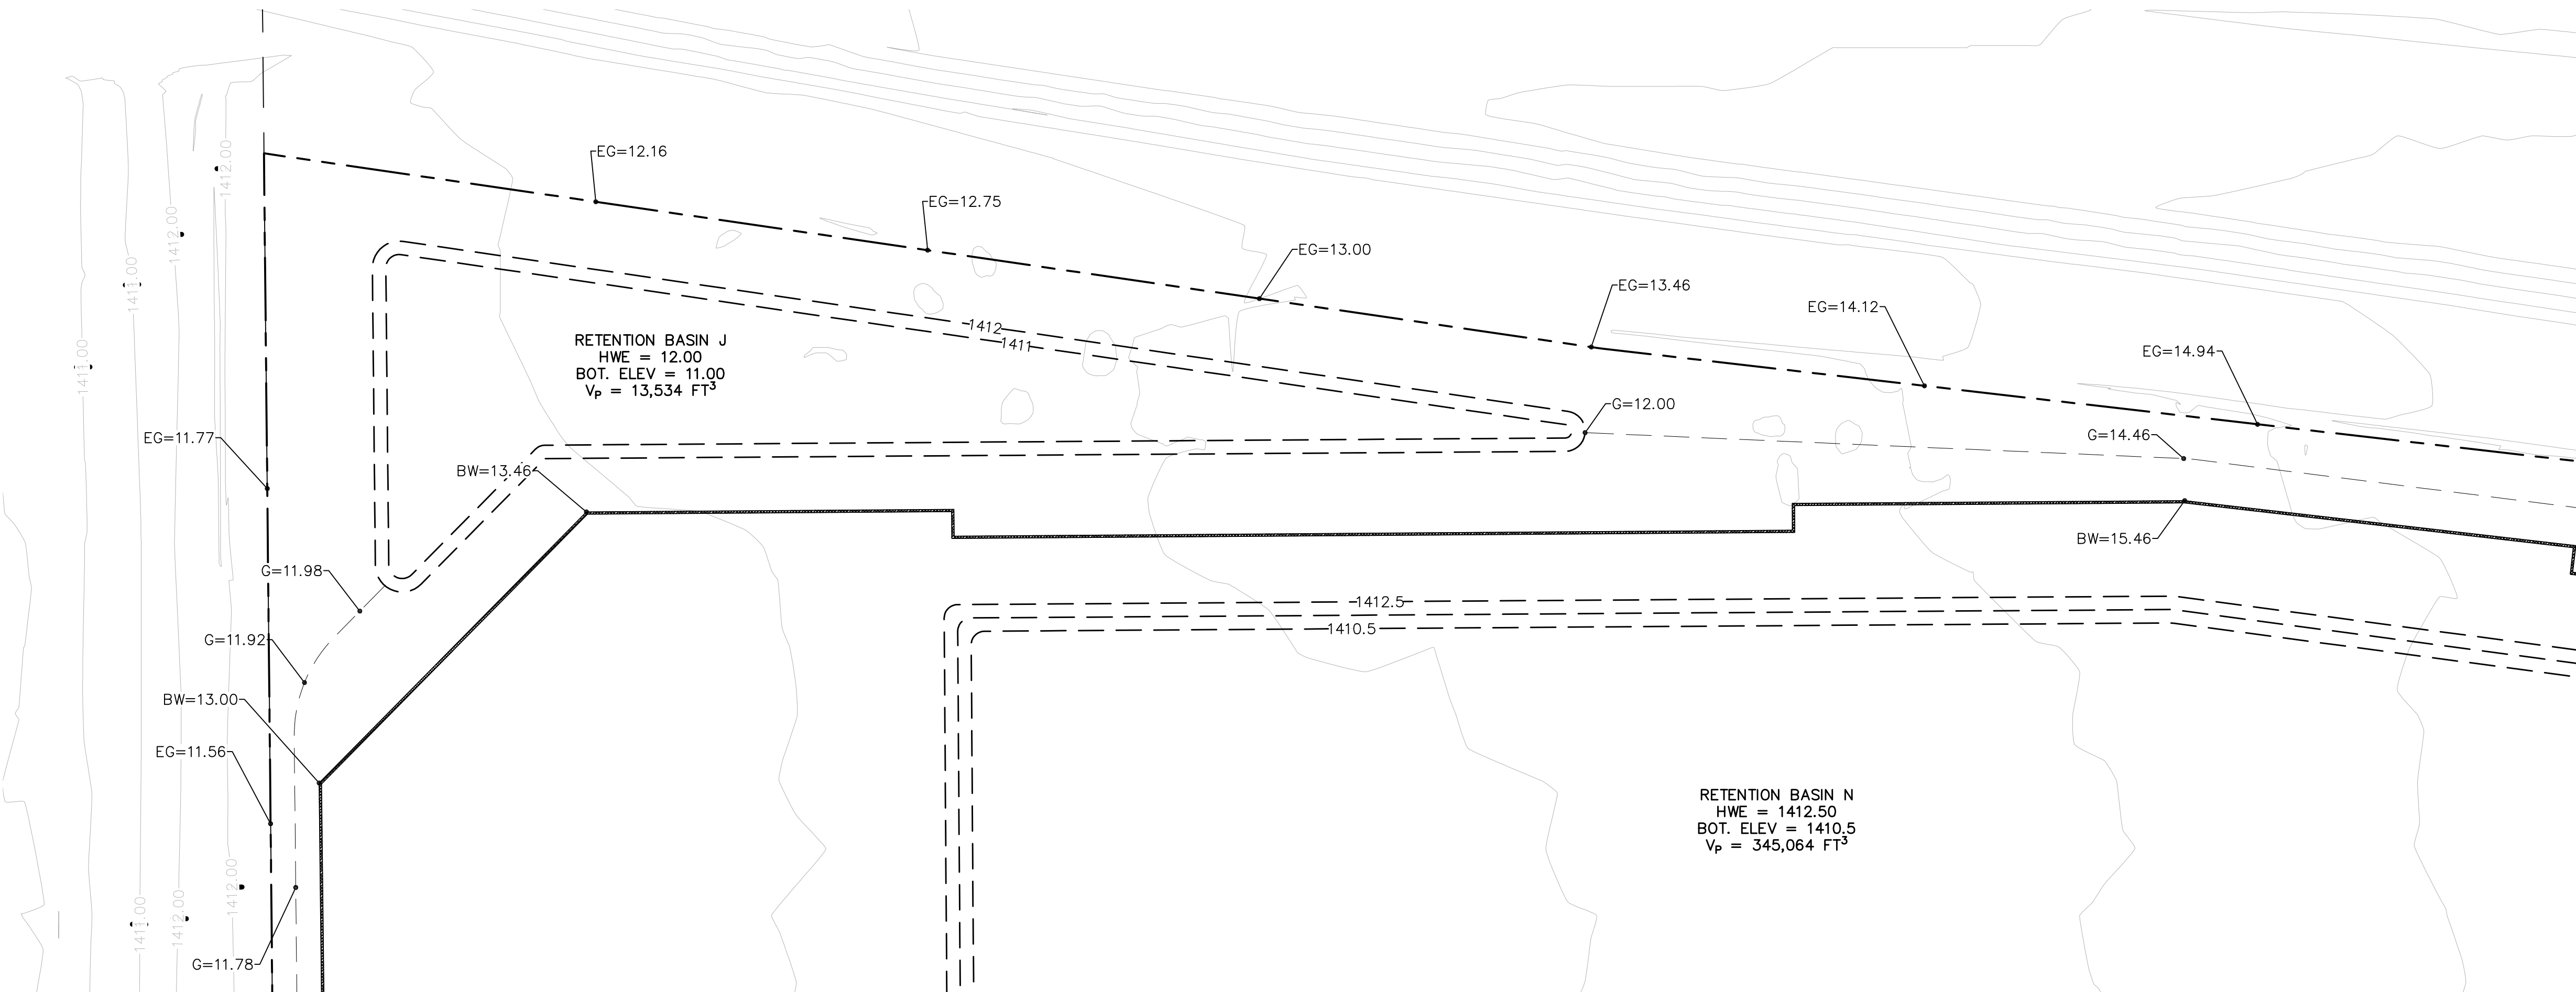 1412.00
EG=12.16
EG=12.75
1412.00
EG=13.00
1411.00
EG=13.46
EG=14.12
1412
1411
RETENTION BASIN J
HWE = 12.00
BOT. ELEV = 11.00
VP = 13,534 FT3
EG=14.94
1411.00
G=12.00
EG=11.77
G=14.46
BW=13.46
BW=15.46
G=11.98
1412.5
1410.5
G=11.92
BW=13.00
EG=11.56
RETENTION BASIN N
HWE = 1412.50
BOT. ELEV = 1410.5
VP = 345,064 FT3
1412.00
1412.00
1411.00
G=11.78